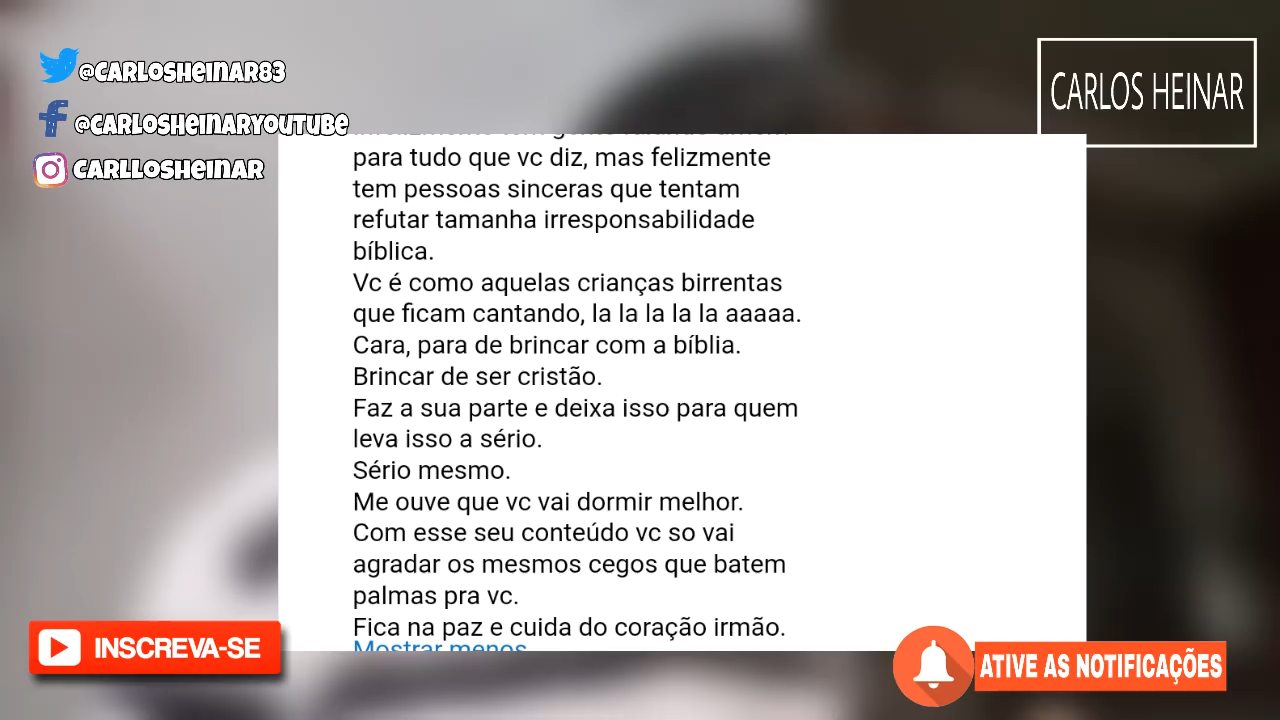 @CARLOSHEINAR83
@CARLOSHEINARYOUTUBE
CARLLOSHEINAR
CARLOS HEINAR
para tudo que vc diz, mas felizmente
tem pessoas sinceras que tentam
refutar tamanha irresponsabilidade
bíblica.
Vc é como aquelas crianças birrentas
que ficam cantando, la la la la la aaaaa.
Cara, para de brincar com a bíblia.
Brincar de ser cristão.
Faz a sua parte e deixa isso para quem
leva isso a sério.
Sério mesmo.
Me ouve que vc vai dormir melhor.
Com esse seu conteúdo vc so vai
agradar os mesmos cegos que batem
palmas pra vc.
Fica na paz e cuida do coração irmão.
Mostrar menos
INSCREVA-SE
ATIVE AS NOTIFICAÇÕES